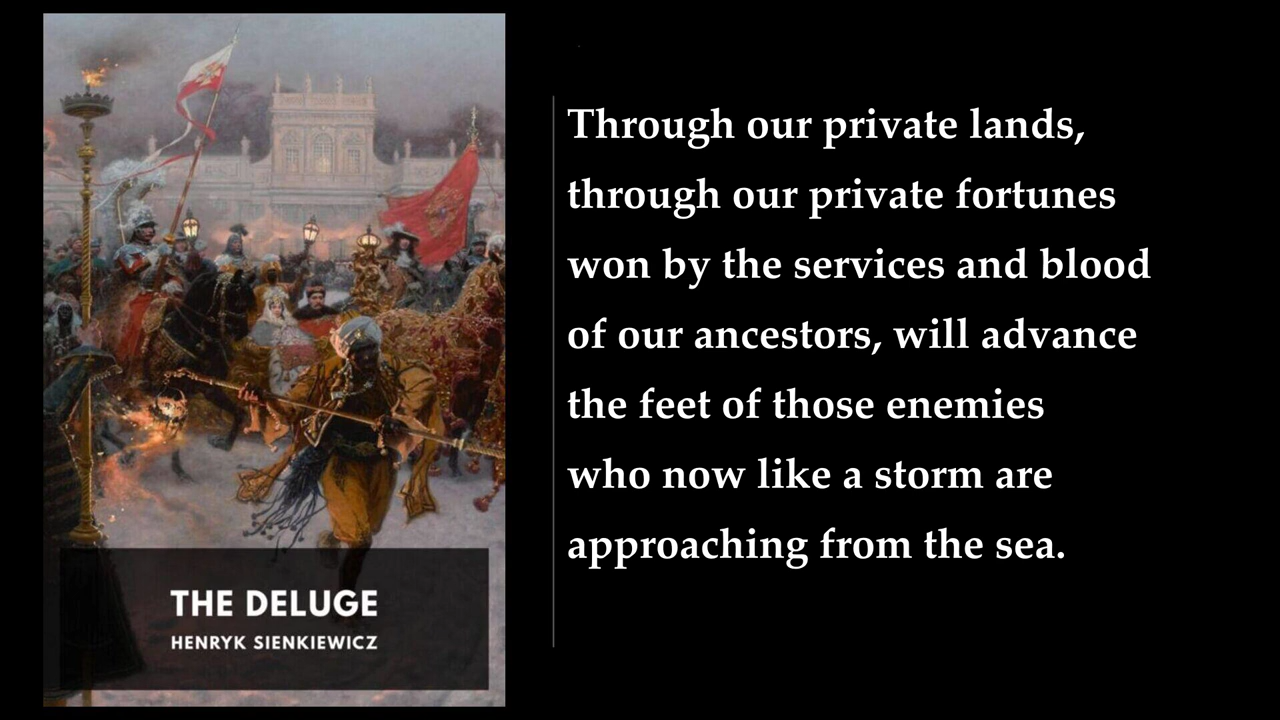 Through our private lands,
through our private fortunes
won by the services and blood
of our ancestors, will advance
the feet of those enemies
who now like a storm are
approaching from the sea.
THE DELUGE
HENRYK SIENKIEWICZ